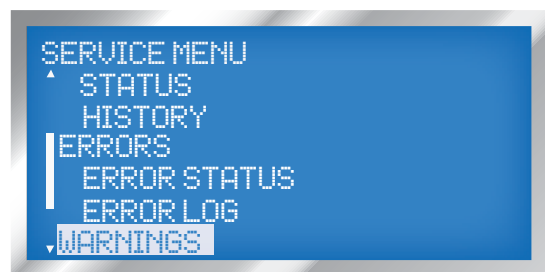 SERVICE MENU
STATUS
HISTORY
ERRORS
ERROR STATUS
ERROR LOG
WARNINGS